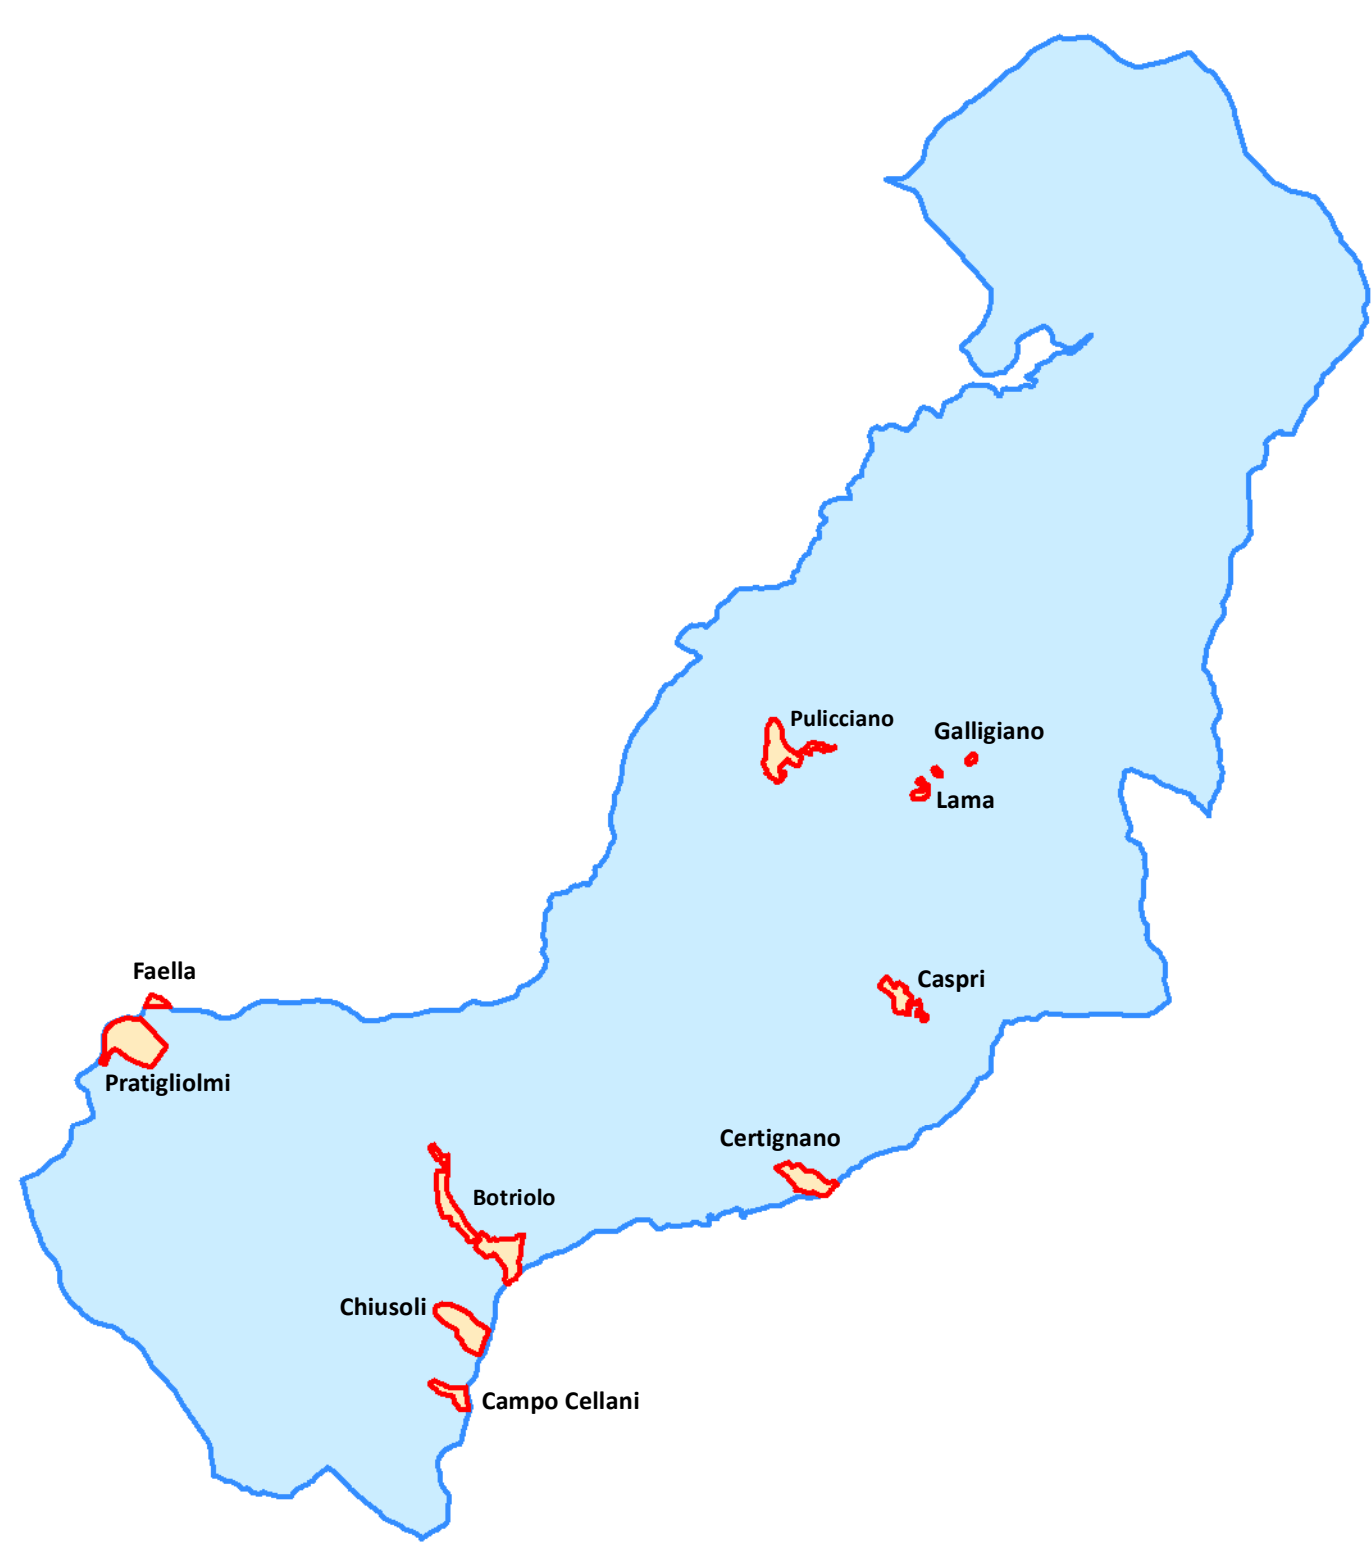 Pulicciano
Galligiano
Lama
Faella
Caspri
Pratigliolmi
Certignano
Botriolo
Chiusoli
Campo Cellani